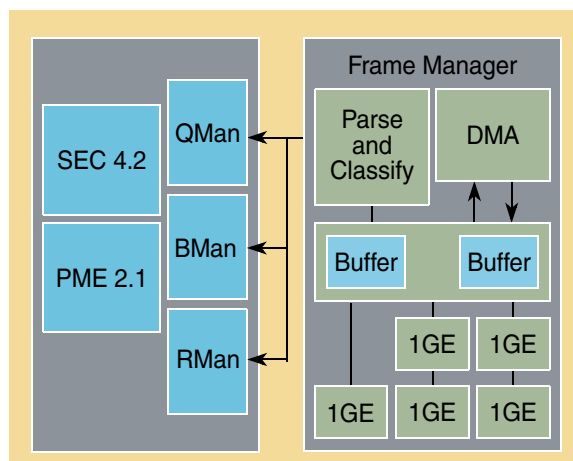 SEC 4.2
PME 2.1
QMan
BMan
RMan
Frame Manager
Parse
and
Classify
DMA
Buffer
Buffer
1GE
1GE
1GE
1GE
1GE